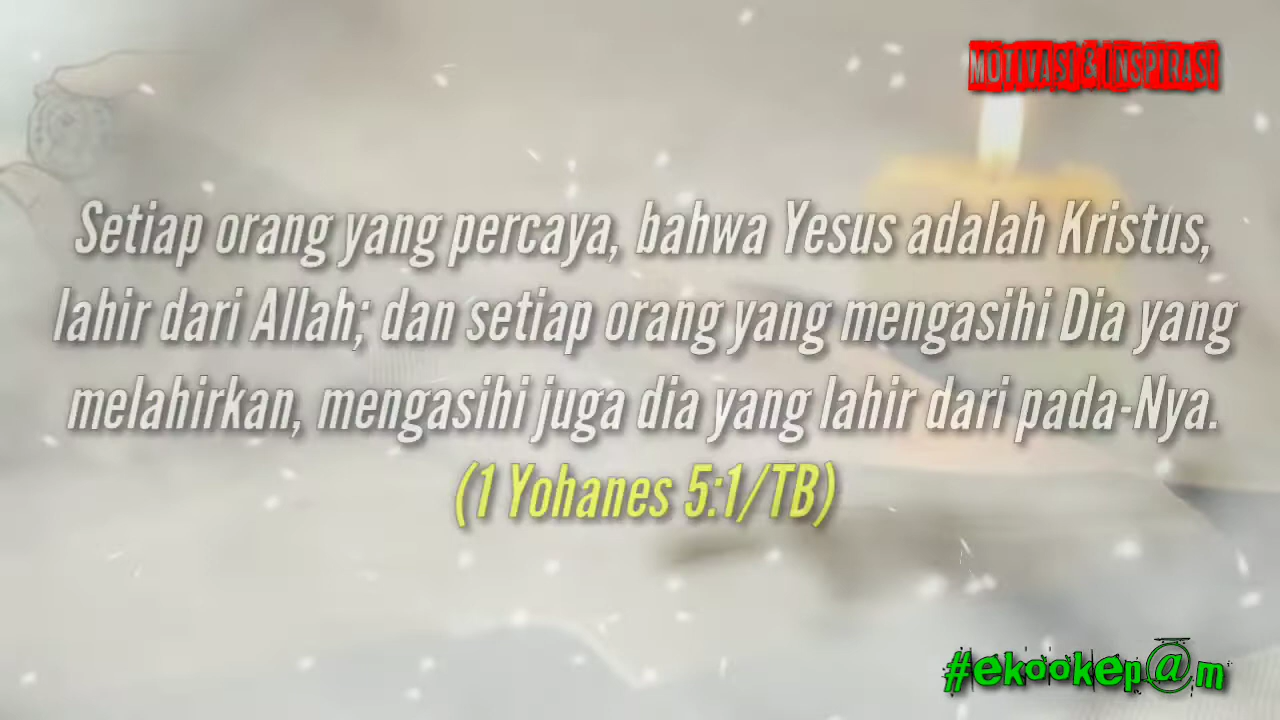 MOTIVASI & INSPIRASI
Setiap orang yang percaya, bahwa Yesus adalah Kristus,
lahir dari Allah; dan setiap orang yang mengasihi Dia yang
melahirkan, mengasihi juga dia yang lahir dari pada-Nya.
(1 Yohanes 5:1/TB)
#ekookep@m